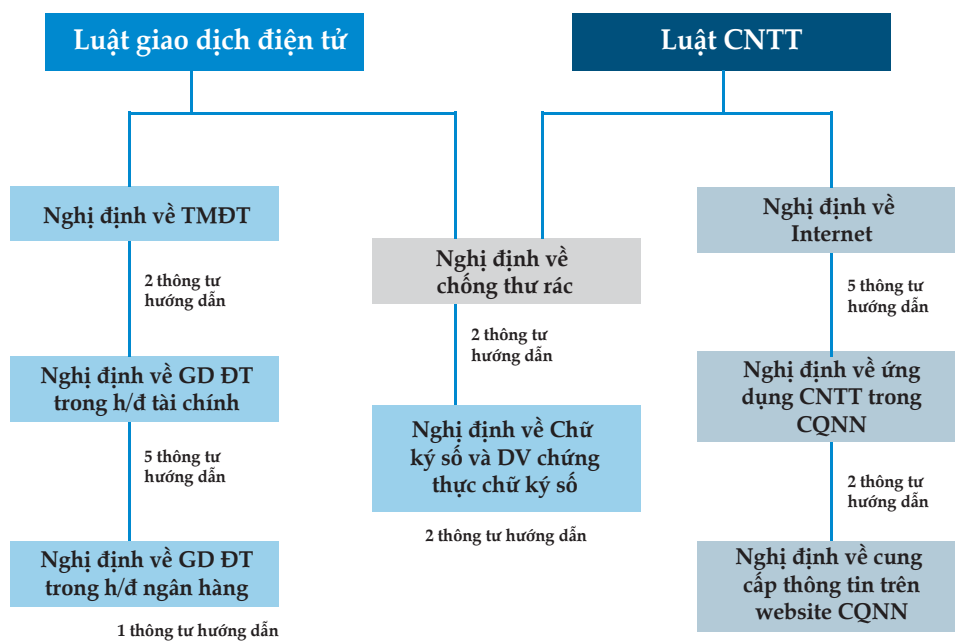 Luật giao dịch điện tử
Luật CNTT
Nghị định về TMĐT
2 thông tư
hướng dẫn
Nghị định về GD ĐT
trong h/đ tài chính
5 thông tư
hướng dẫn
Nghị định về GD ĐT
trong h/đ ngân hàng
1 thông tư hướng dẫn
Nghị định về
chống thư rác
2 thông tư
hướng dẫn
Nghị định về Chữ
ký số và DV chứng
thực chữ ký số
2 thông tư hướng dẫn
Nghị định về
Internet
5 thông tư
hướng dẫn
Nghị định về ứng
dụng CNTT trong
CQNN
2 thông tư
hướng dẫn
Nghị định về cung
cấp thông tin trên
website CQNN